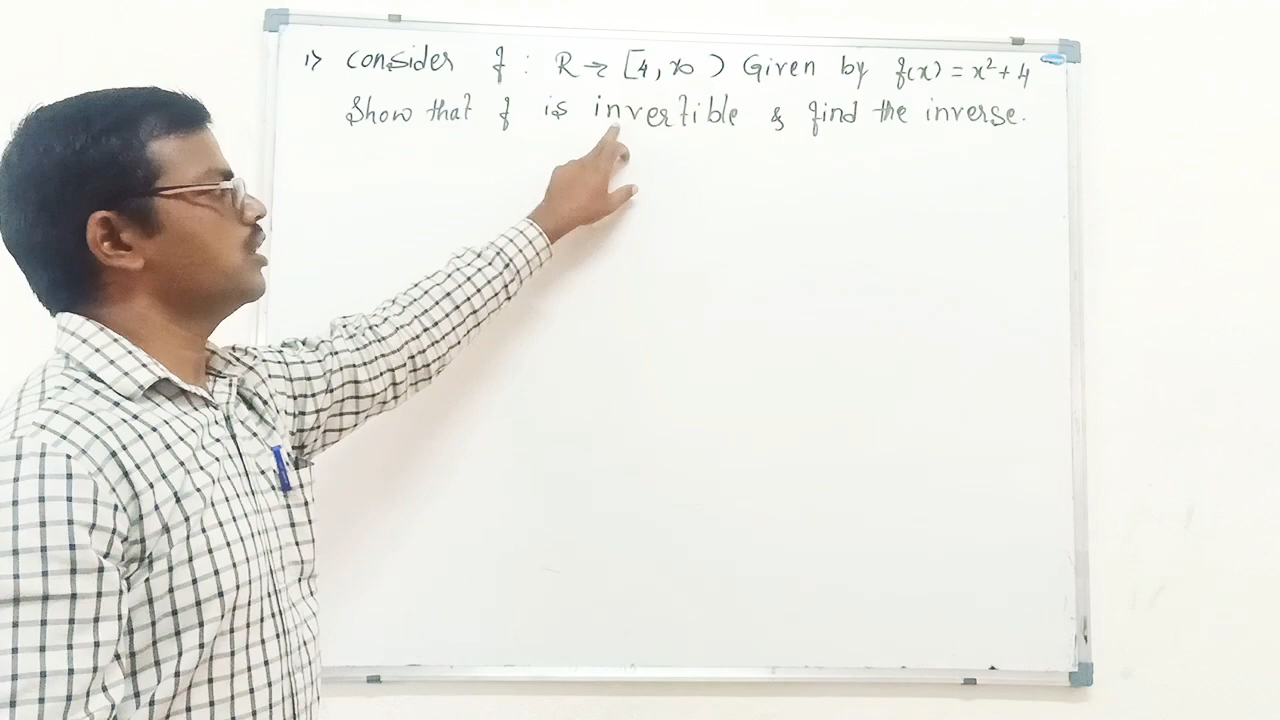 1) consider f : R → [4, ∞) Given by f(x) = x² + 4
Show that f is invertible & find the inverse.